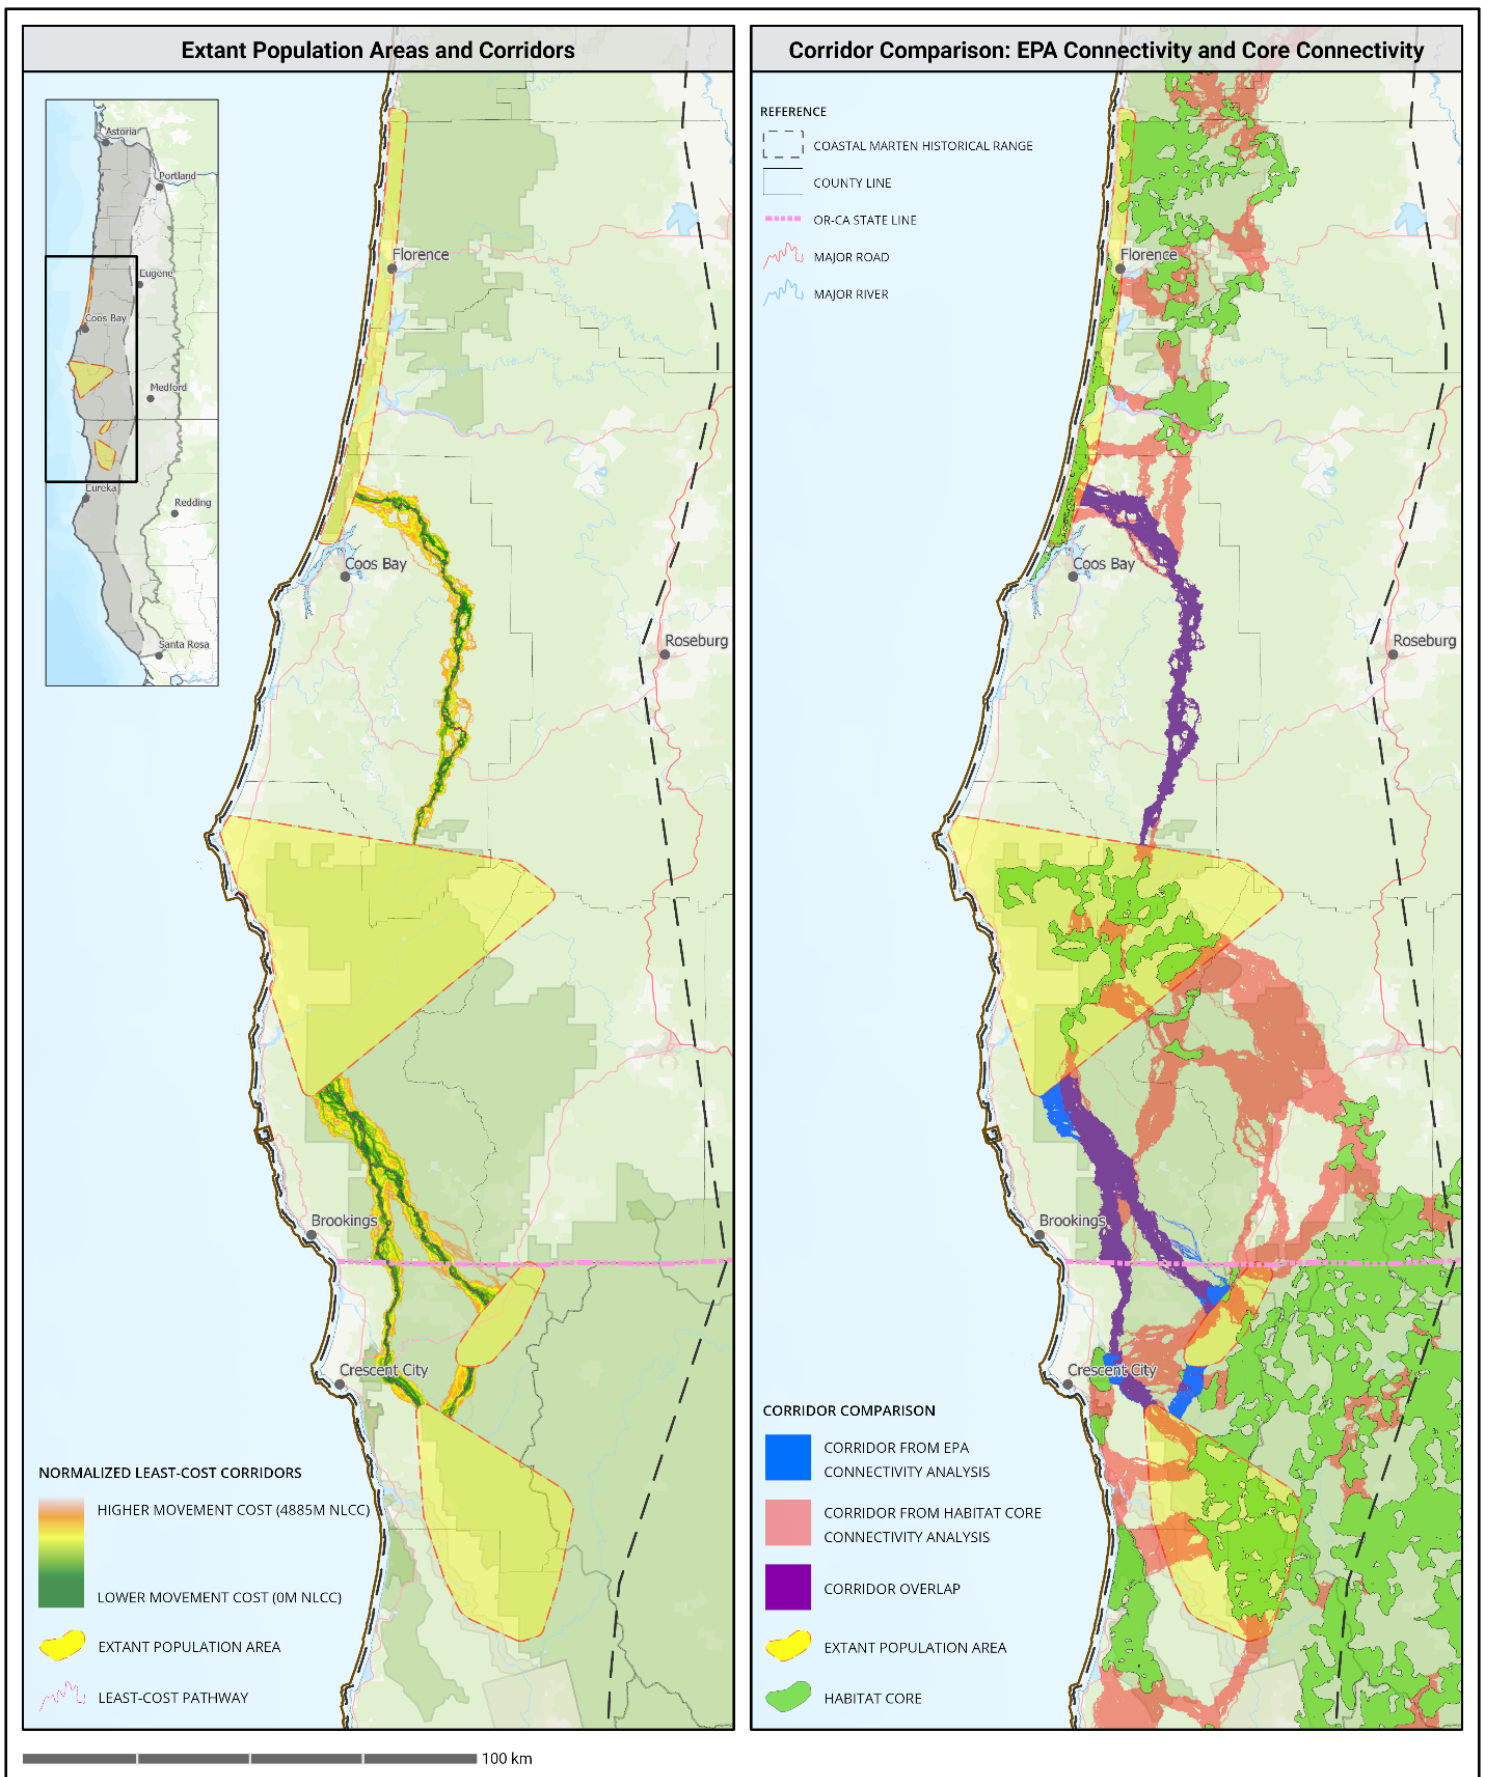 Extant Population Areas and Corridors
Astoria
Portland
Eugene
Coos Bay
Medford
Eureka
Redding
Santa Rosa
Florence
Coos Bay
Roseburg
Brookings
Crescent City
NORMALIZED LEAST-COST CORRIDORS
HIGHER MOVEMENT COST (4885M NLCC)
LOWER MOVEMENT COST (0M NLCC)
EXTANT POPULATION AREA
LEAST-COST PATHWAY
Corridor Comparison: EPA Connectivity and Core Connectivity
REFERENCE
COASTAL MARTEN HISTORICAL RANGE
COUNTY LINE
OR-CA STATE LINE
MAJOR ROAD
MAJOR RIVER
Florence
Coos Bay
Roseburg
Brookings
Crescent City
CORRIDOR COMPARISON
CORRIDOR FROM EPA
CONNECTIVITY ANALYSIS
CORRIDOR FROM HABITAT CORE
CONNECTIVITY ANALYSIS
CORRIDOR OVERLAP
EXTANT POPULATION AREA
HABITAT CORE
100 km